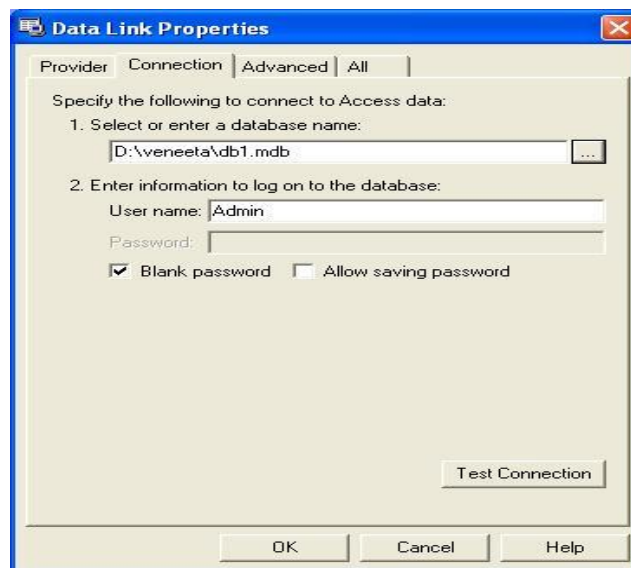 Data Link Properties
Provider Connection Advanced All
Specify the following to connect to Access data:
1. Select or enter a database name:
D:\veneeta\db1.mdb ...
2. Enter information to log on to the database:
User name: Admin
Password:
Blank password Allow saving password
Test Connection
OK Cancel Help